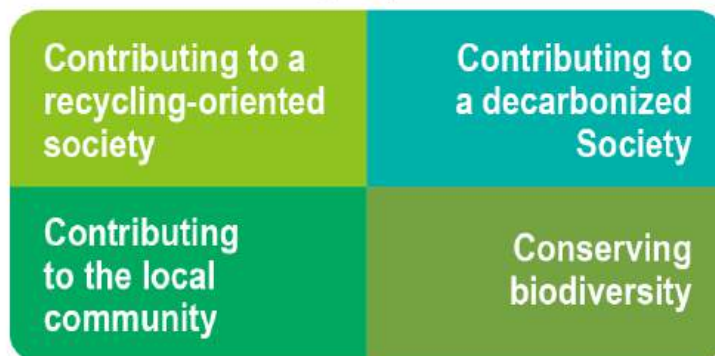 Contributing to a
recycling-oriented
society
Contributing to
a decarbonized
Society
Contributing
to the local
community
Conserving
biodiversity